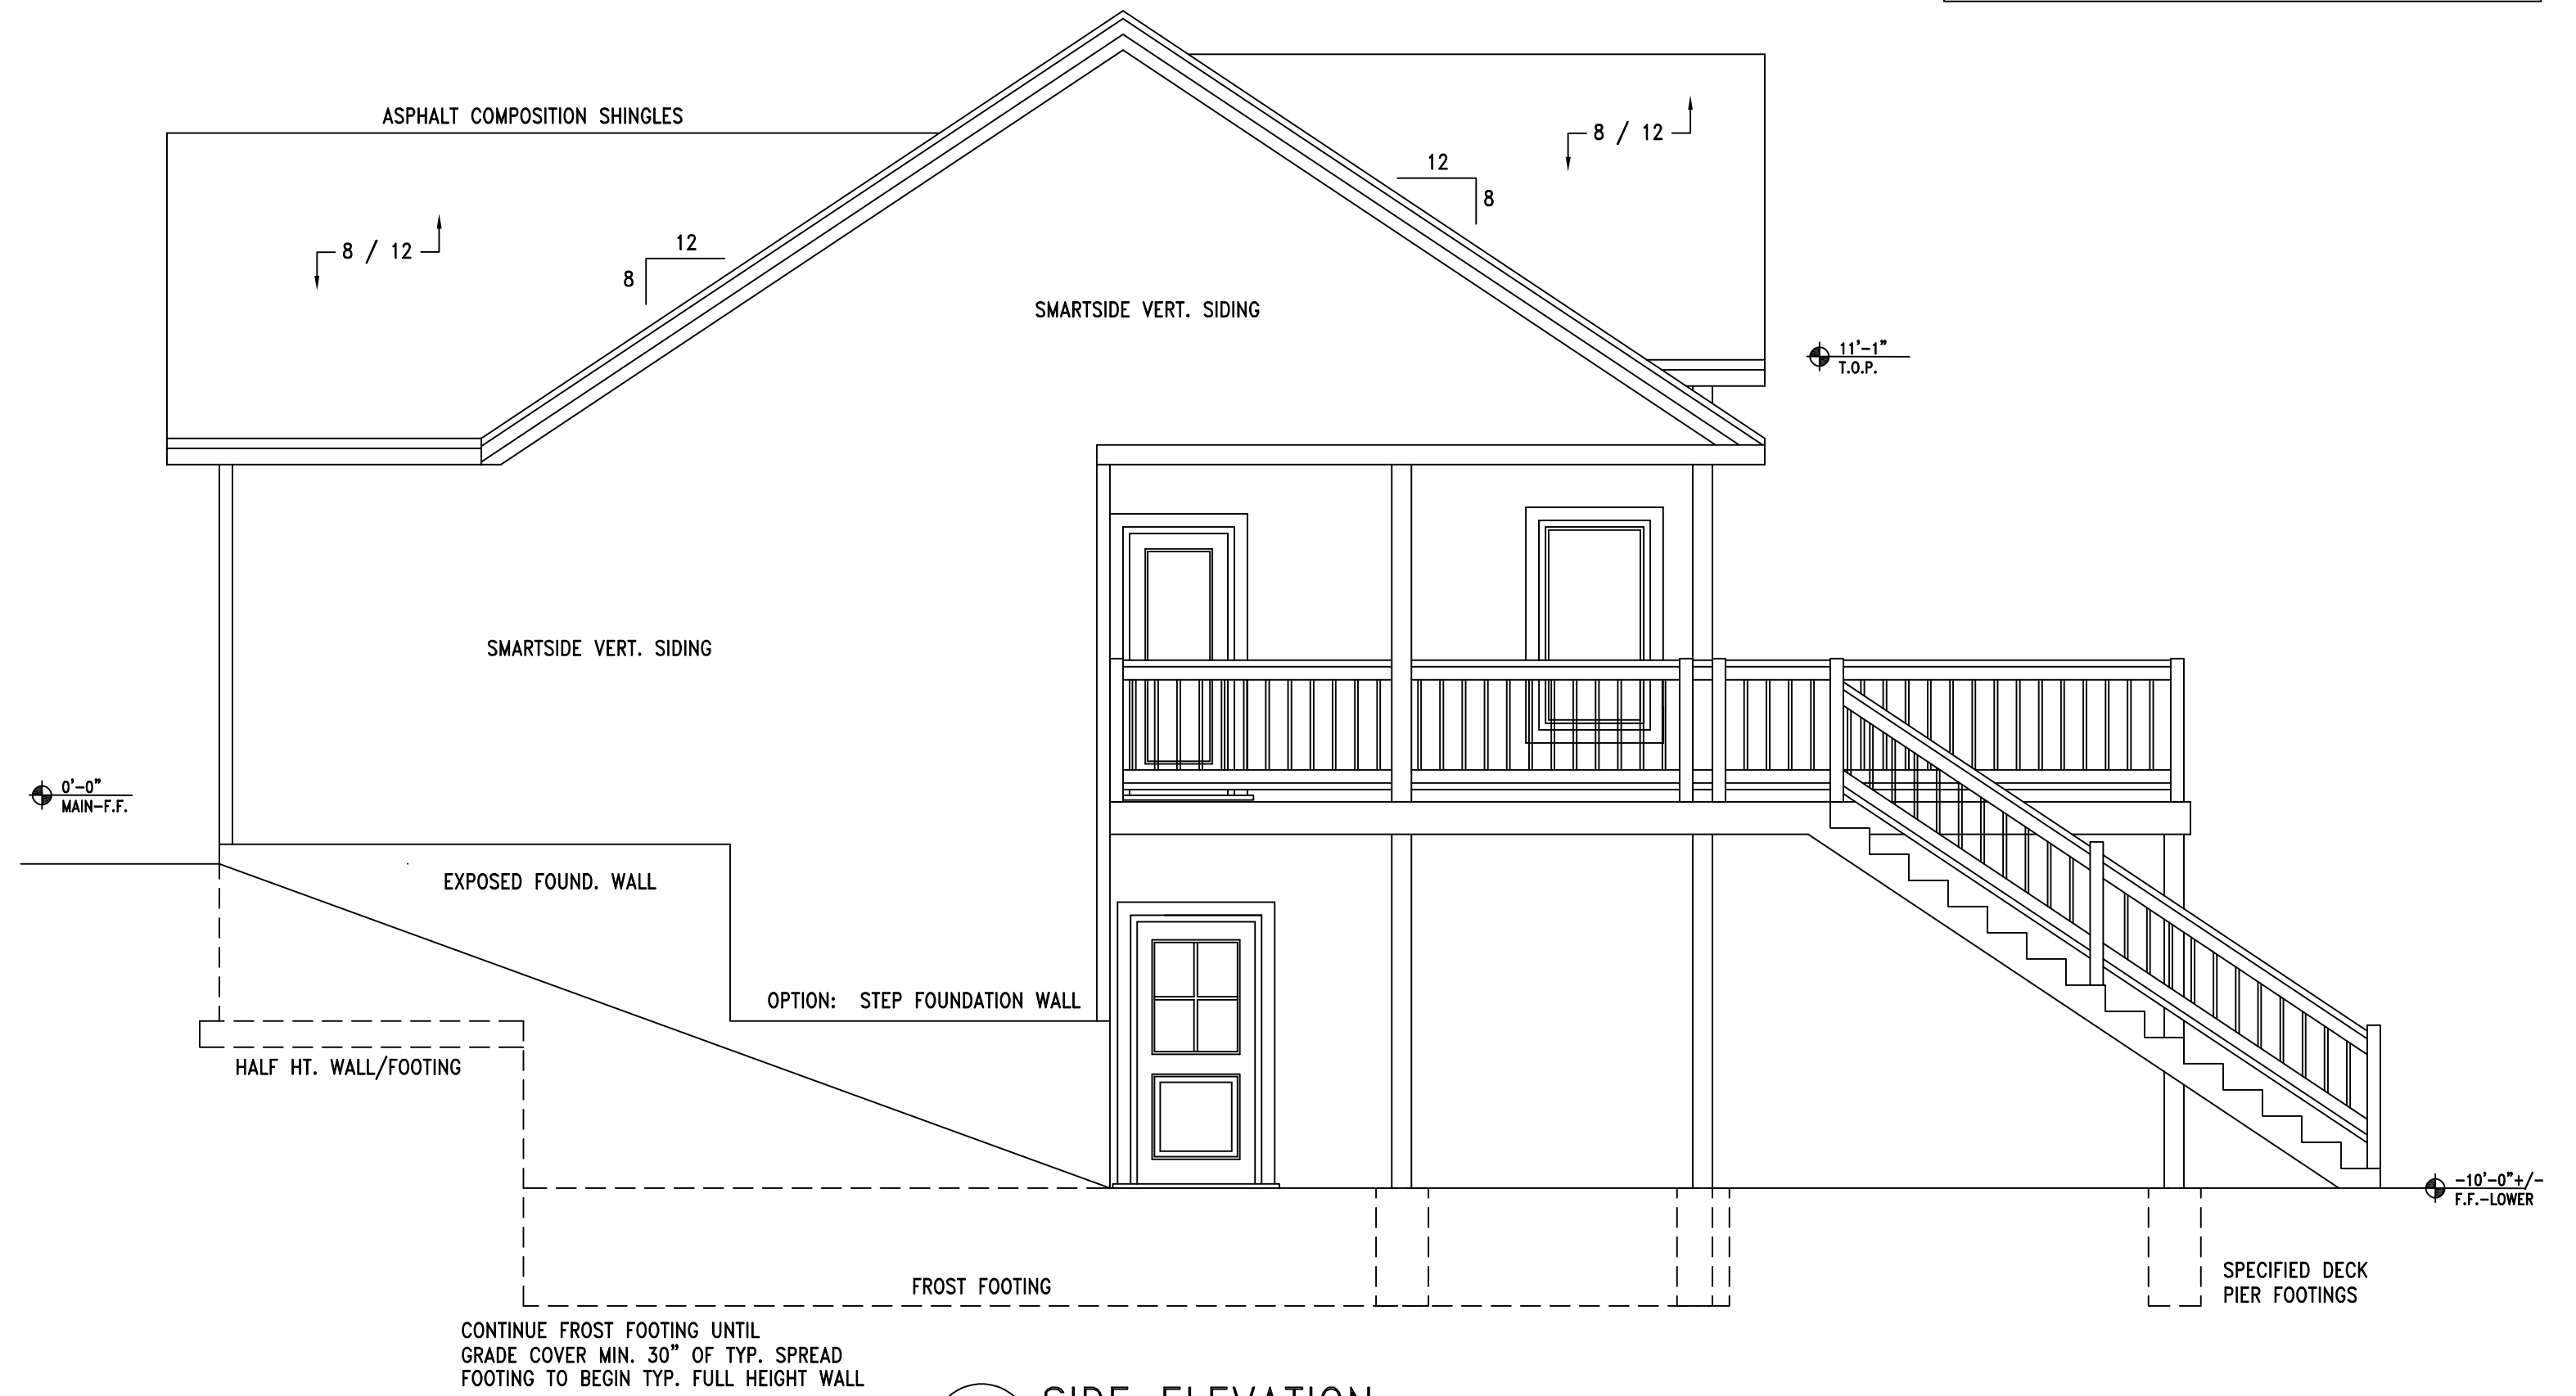 ASPHALT COMPOSITION SHINGLES
8 / 12
12
8
8 / 12
12
8
SMARTSIDE VERT. SIDING
11'-1"
T.O.P.
SMARTSIDE VERT. SIDING
0'-0"
MAIN-F.F.
EXPOSED FOUND. WALL
OPTION: STEP FOUNDATION WALL
HALF HT. WALL/FOOTING
-10'-0"+/-
F.F.-LOWER
FROST FOOTING
SPECIFIED DECK
PIER FOOTINGS
CONTINUE FROST FOOTING UNTIL
GRADE COVER MIN. 30" OF TYP. SPREAD
FOOTING TO BEGIN TYP. FULL HEIGHT WALL
SIDE ELEVATION